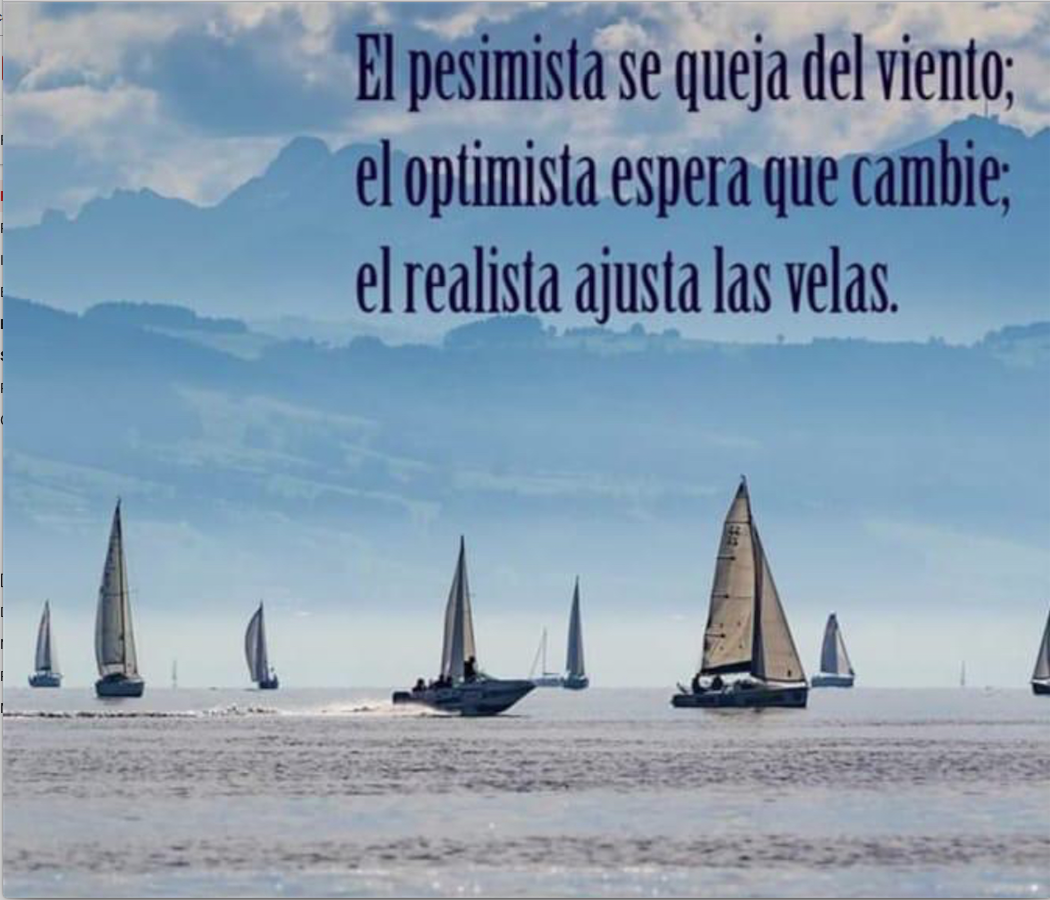 El pesimista se queja del viento;
el optimista espera que cambie;
el realista ajusta las velas.